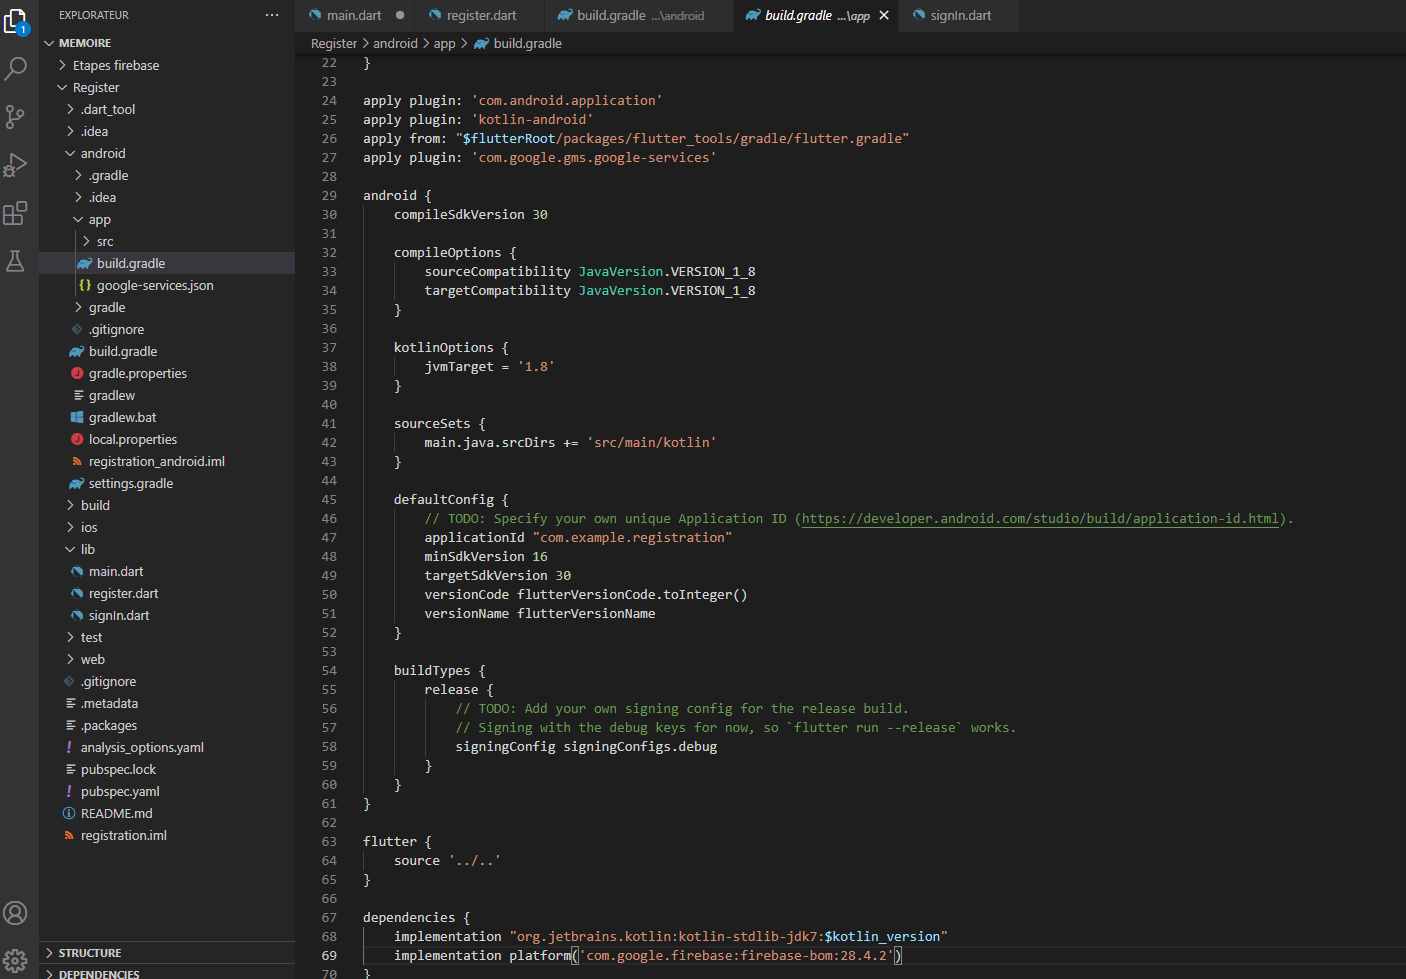 1
EXPLORATEUR
MEMOIRE
Etapes firebase
Register
.dart_tool
.idea
android
.gradle
.idea
app
src
build.gradle
{} google-services.json
gradle
.gitignore
build.gradle
gradle.properties
gradlew
gradlew.bat
local.properties
registration_android.iml
settings.gradle
build
ios
lib
main.dart
register.dart
signIn.dart
test
web
.gitignore
.metadata
.packages
! analysis_options.yaml
pubspec.lock
! pubspec.yaml
README.md
registration.iml
STRUCTURE
DEPENDENCIES
main.dart
register.dart
build.gradle ...\android
build.gradle ...\app
signIn.dart
Register > android > app > build.gradle
22 }
23
24 apply plugin: 'com.android.application'
25 apply plugin: 'kotlin-android'
26 apply from: "$flutterRoot/packages/flutter_tools/gradle/flutter.gradle"
27 apply plugin: 'com.google.gms.google-services'
28
29 android {
30 compileSdkVersion 30
31
32 compileOptions {
33 sourceCompatibility JavaVersion.VERSION_1_8
34 targetCompatibility JavaVersion.VERSION_1_8
35 }
36
37 kotlinOptions {
38 jvmTarget = '1.8'
39 }
40
41 sourceSets {
42 main.java.srcDirs += 'src/main/kotlin'
43 }
44
45 defaultConfig {
46 // TODO: Specify your own unique Application ID (https://developer.android.com/studio/build/application-id.html).
47 applicationId "com.example.registration"
48 minSdkVersion 16
49 targetSdkVersion 30
50 versionCode flutterVersionCode.toInteger()
51 versionName flutterVersionName
52 }
53
54 buildTypes {
55 release {
56 // TODO: Add your own signing config for the release build.
57 // Signing with the debug keys for now, so `flutter run --release` works.
58 signingConfig signingConfigs.debug
59 }
60 }
61 }
62
63 flutter {
64 source '../..'
65 }
66
67 dependencies {
68 implementation "org.jetbrains.kotlin:kotlin-stdlib-jdk7:$kotlin_version"
69 implementation platform('com.google.firebase:firebase-bom:28.4.2')
70 }